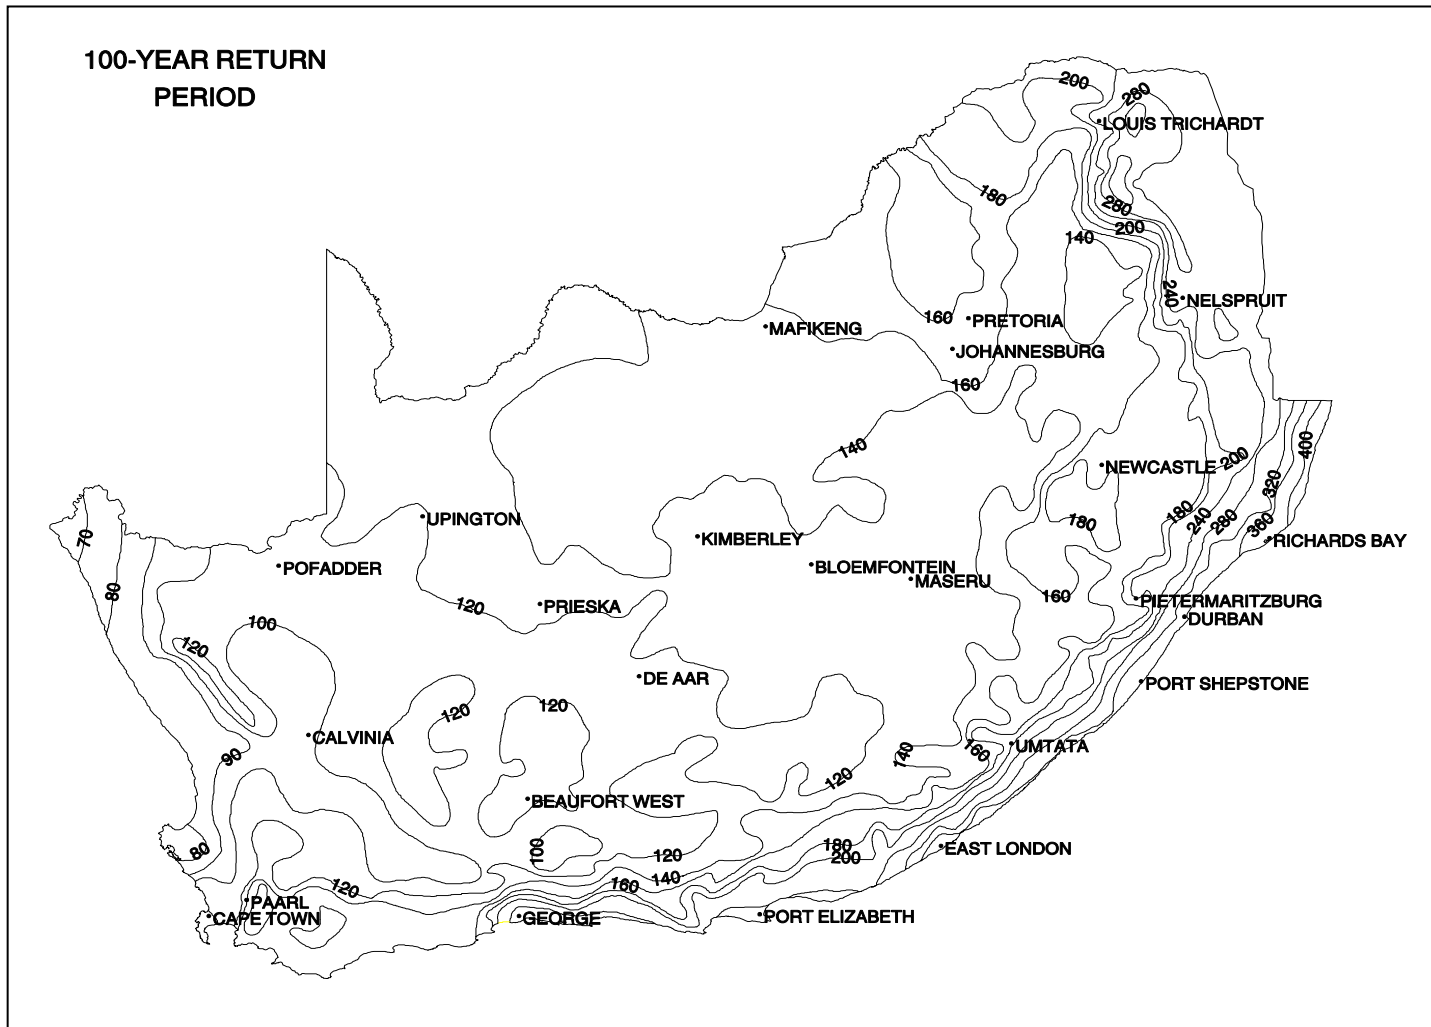 100-YEAR RETURN
PERIOD
200
280
LOUIS TRICHARDT
180
280
200
140
240
NELSPRUIT
160
PRETORIA
MAFIKENG
JOHANNESBURG
160
140
400
200
NEWCASTLE
320
180
240
280
360
180
UPINGTON
70
KIMBERLEY
RICHARDS BAY
POFADDER
BLOEMFONTEIN
MASERU
80
120
PRIESKA
160
PIETERMARITZBURG
DURBAN
100
120
DE AAR
PORT SHEPSTONE
120
120
CALVINIA
90
140
160
UMTATA
120
BEAUFORT WEST
80
100
120
180
200
EAST LONDON
120
160
140
PAARL
CAPE TOWN
GEORGE
PORT ELIZABETH